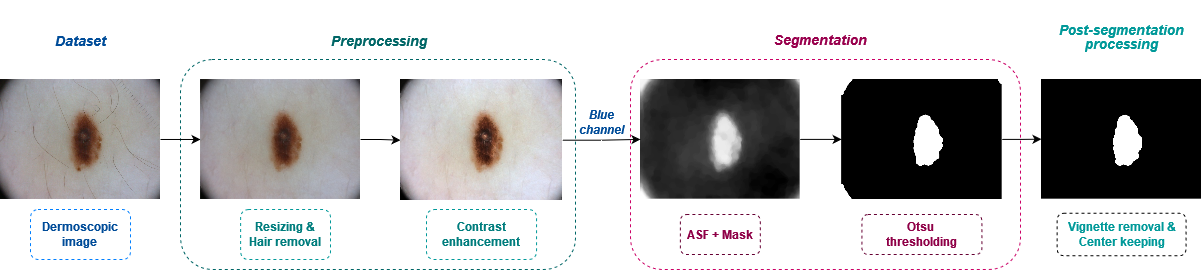 Dataset
Preprocessing
Segmentation
Post-segmentation
processing
Blue
channel
Dermoscopic
image
Resizing &
Hair removal
Contrast
enhancement
ASF + Mask
Otsu
thresholding
Vignette removal &
Center keeping